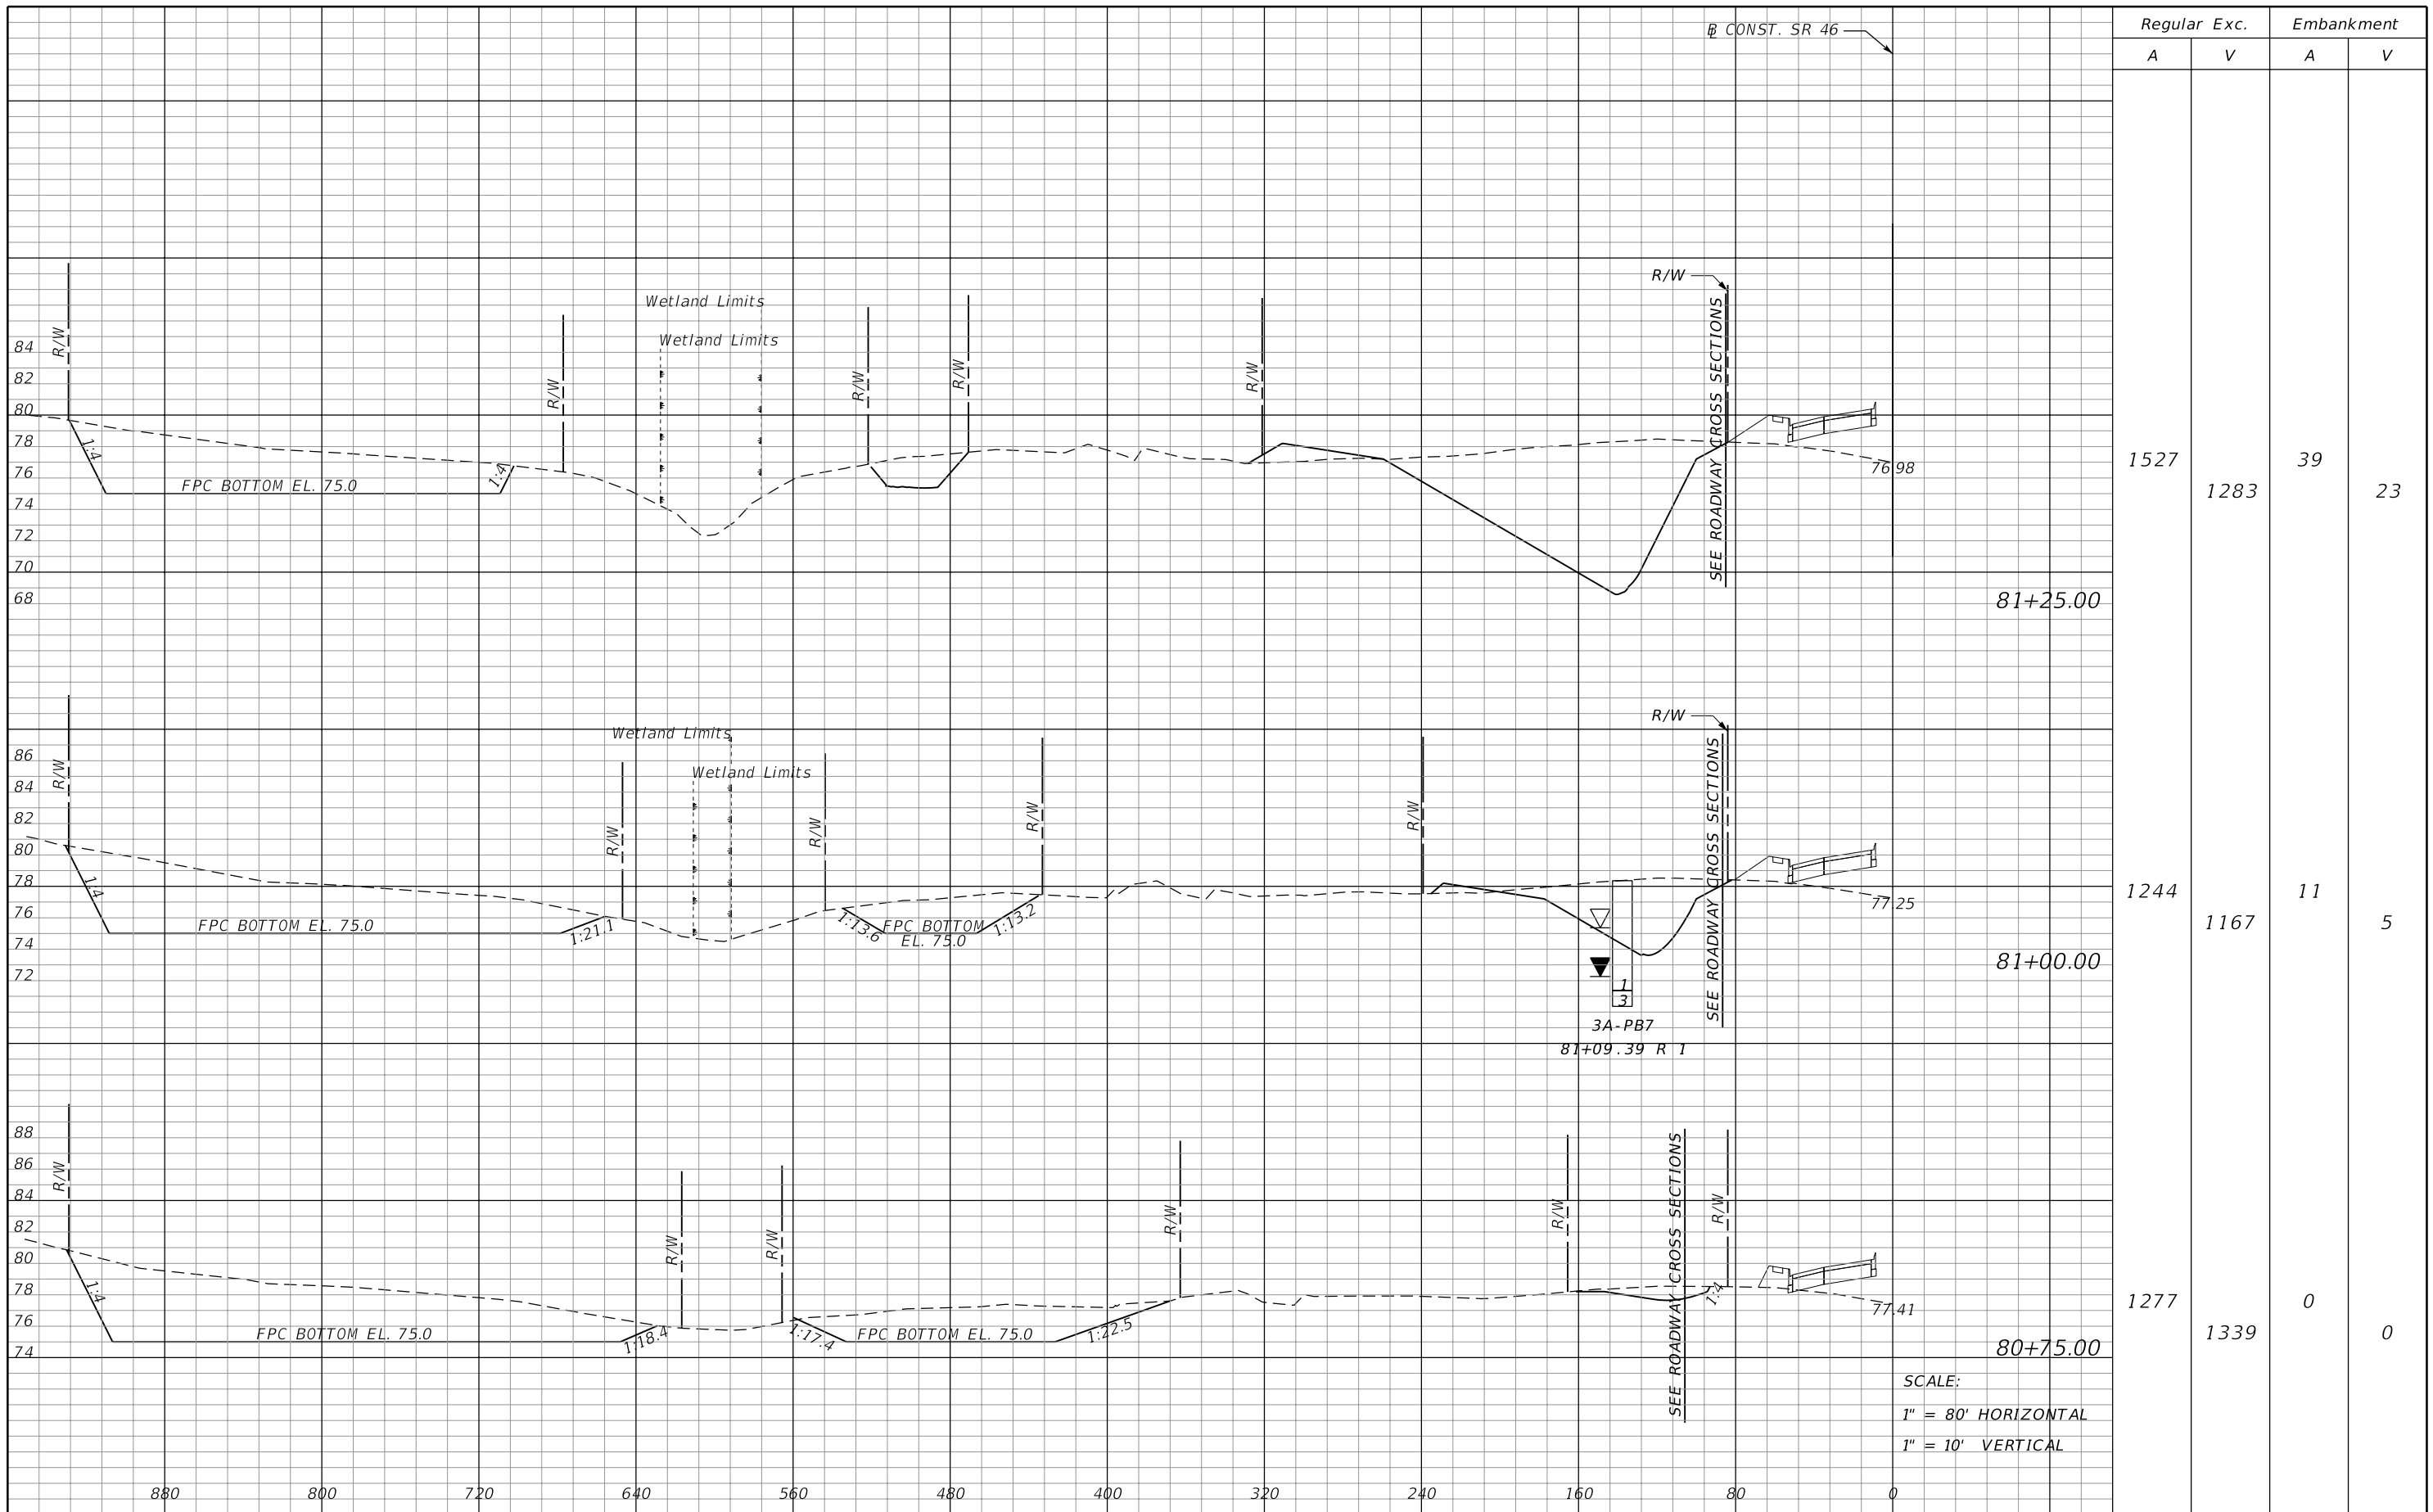 ℄ CONST. SR 46
Regular Exc. Embankment
A V A V
R/W
Wetland Limits
Wetland Limits
R/W R/W R/W R/W R/W
SEE ROADWAY CROSS SECTIONS
84
82
80
78
76
74
72
70
68
1:4
FPC BOTTOM EL. 75.0
1:4
76.98
1527 39
1283 23
81+25.00
R/W
Wetland Limits
Wetland Limits
R/W R/W R/W R/W R/W
SEE ROADWAY CROSS SECTIONS
86
84
82
80
78
76
74
72
1:4
FPC BOTTOM EL. 75.0
1:21.1
1:13.6
FPC BOTTOM
EL. 75.0
1:13.2
77.25
1244 11
1167 5
81+00.00
1
3
3A-PB7
81+09.39 R 1
R/W R/W R/W R/W R/W R/W
SEE ROADWAY CROSS SECTIONS
88
86
84
82
80
78
76
74
1:4
FPC BOTTOM EL. 75.0
1:18.4
1:17.4
FPC BOTTOM EL. 75.0
1:22.5
1:4
77.41
1277 0
1339 0
80+75.00
SCALE:
1" = 80' HORIZONTAL
1" = 10' VERTICAL
880 800 720 640 560 480 400 320 240 160 80 0